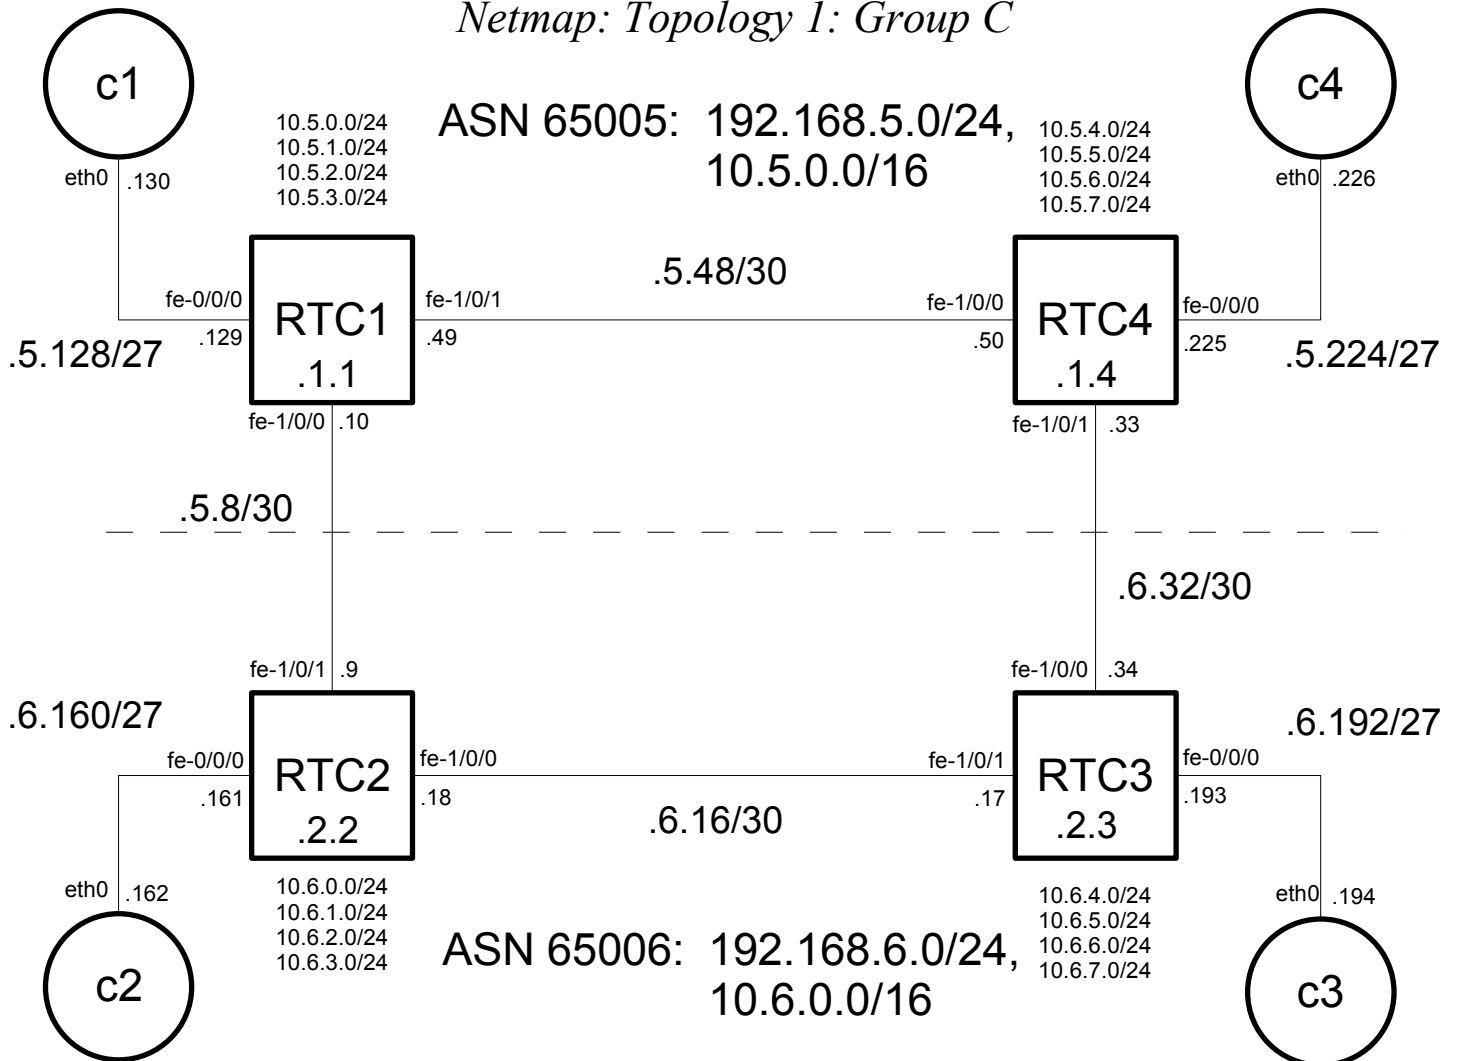 Netmap: Topology 1: Group C
c1
c4
10.5.0.0/24
10.5.1.0/24
10.5.2.0/24
10.5.3.0/24
ASN 65005: 192.168.5.0/24,
10.5.0.0/16
10.5.4.0/24
10.5.5.0/24
10.5.6.0/24
10.5.7.0/24
eth0 .130
eth0 .226
.5.48/30
fe-0/0/0
RTC1
fe-1/0/1
fe-1/0/0
RTC4
fe-0/0/0
.129
.49
.50
.225
.5.128/27
.1.1
.1.4
.5.224/27
fe-1/0/0 .10
fe-1/0/1 .33
.5.8/30
.6.32/30
fe-1/0/1 .9
fe-1/0/0 .34
.6.160/27
.6.192/27
fe-0/0/0
RTC2
fe-1/0/0
fe-1/0/1
RTC3
fe-0/0/0
.161
.18
.17
.193
.2.2
.6.16/30
.2.3
eth0 .162
eth0 .194
10.6.0.0/24
10.6.1.0/24
10.6.2.0/24
10.6.3.0/24
ASN 65006: 192.168.6.0/24,
10.6.0.0/16
10.6.4.0/24
10.6.5.0/24
10.6.6.0/24
10.6.7.0/24
c2
c3